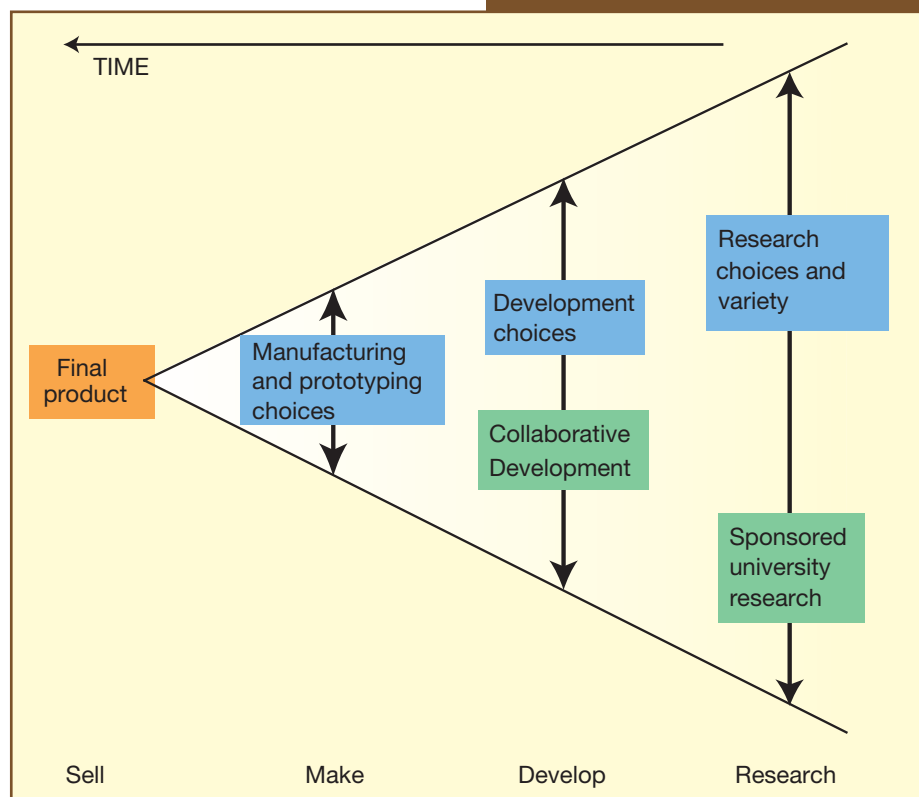 TIME
Research
choices and
variety
Development
choices
Manufacturing
and prototyping
choices
Final
product
Collaborative
Development
Sponsored
university
research
Sell
Make
Develop
Research